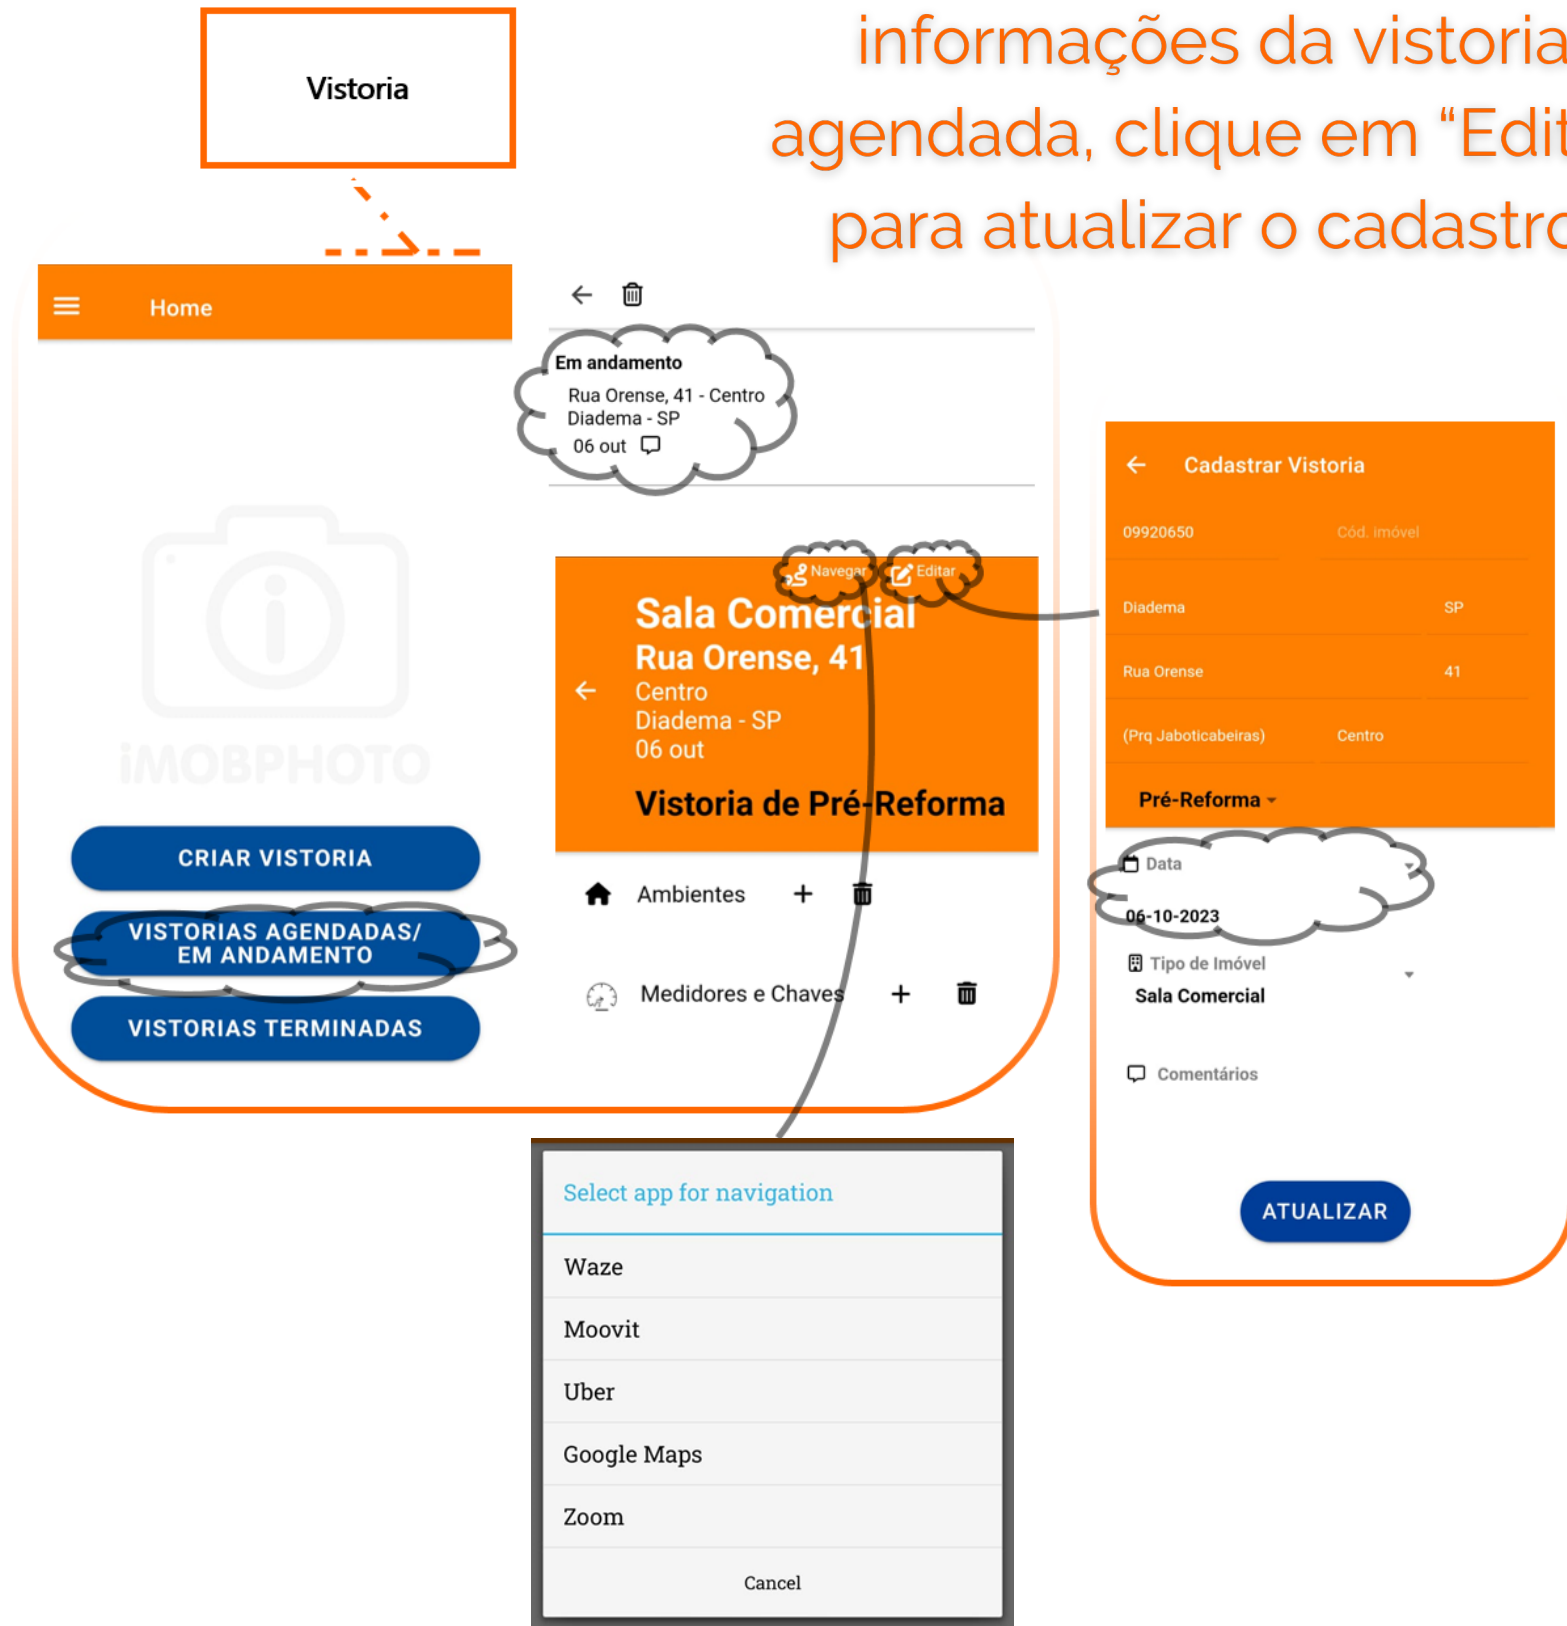 Vistoria
informações da vistoria
agendada, clique em “Edit
para atualizar o cadastro
Home
iMOBPHOTO
CRIAR VISTORIA
VISTORIAS AGENDADAS/
EM ANDAMENTO
VISTORIAS TERMINADAS
Em andamento
Rua Orense, 41 - Centro
Diadema - SP
06 out
Navegar
Editar
Sala Comercial
Rua Orense, 41
Centro
Diadema - SP
06 out
Vistoria de Pré-Reforma
Ambientes
Medidores e Chaves
Cadastrar Vistoria
09920650 Cód. imóvel
Diadema SP
Rua Orense 41
(Prq Jaboticabeiras) Centro
Pré-Reforma
Data
06-10-2023
Tipo de Imóvel
Sala Comercial
Comentários
ATUALIZAR
Select app for navigation
Waze
Moovit
Uber
Google Maps
Zoom
Cancel